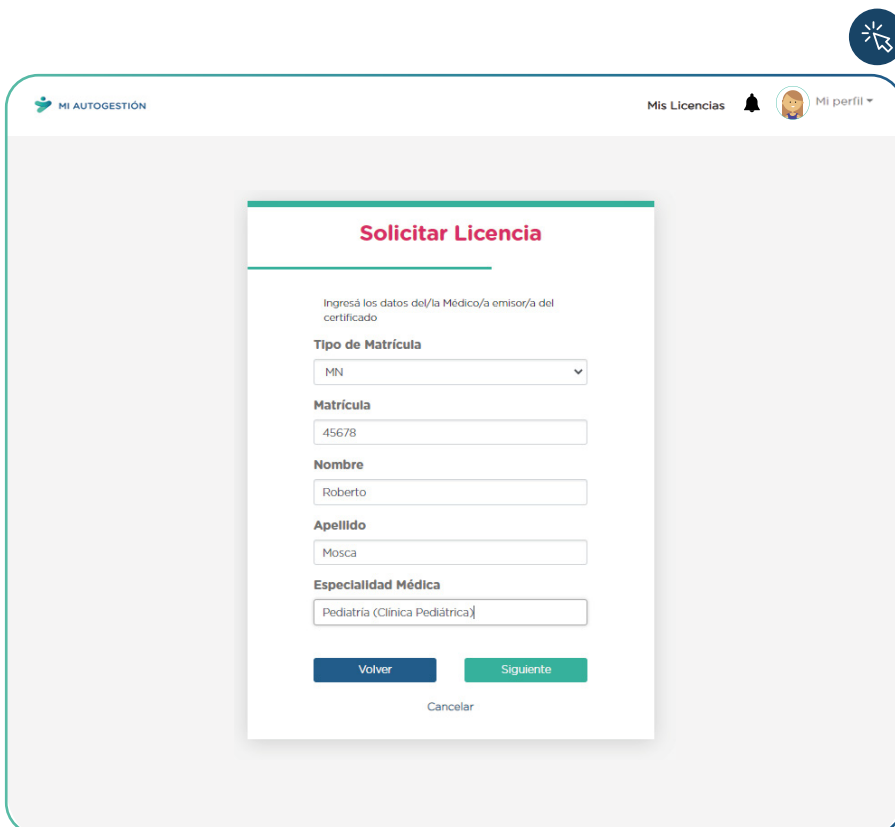 MI AUTOGESTIÓN
Mis Licencias
Mi perfil
Solicitar Licencia
Ingresá los datos del/la Médico/a emisor/a del
certificado
Tipo de Matrícula
MN
Matrícula
45678
Nombre
Roberto
Apellido
Mosca
Especialidad Médica
Pediatría (Clínica Pediátrica)
Volver
Siguiente
Cancelar